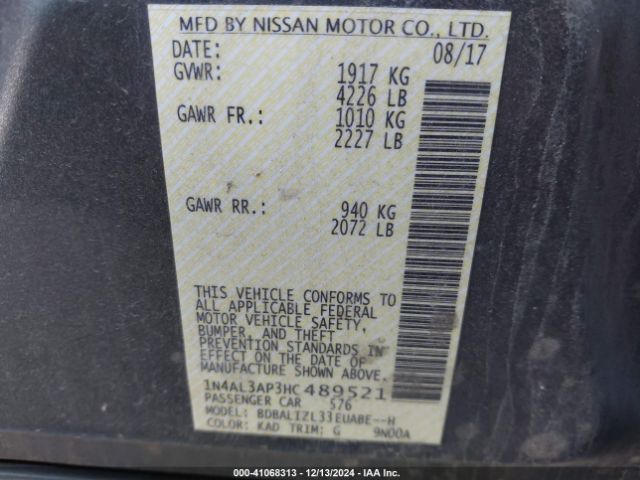 MFD BY NISSAN MOTOR CO., LTD.
DATE: 08/17
GVWR: 1917 KG
4226 LB
GAWR FR.: 1010 KG
2227 LB
GAWR RR.: 940 KG
2072 LB
THIS VEHICLE CONFORMS TO
ALL APPLICABLE FEDERAL
MOTOR VEHICLE SAFETY,
BUMPER, AND THEFT
PREVENTION STANDARDS IN
EFFECT ON THE DATE OF
MANUFACTURE SHOWN ABOVE.
1N4AL3AP3HC489521
PASSENGER CAR 576
MODEL: BDBALIZL33EUABE--H
COLOR: KAD TRIM: G 9N00A
000-41068313 - 12/13/2024 - IAA Inc.